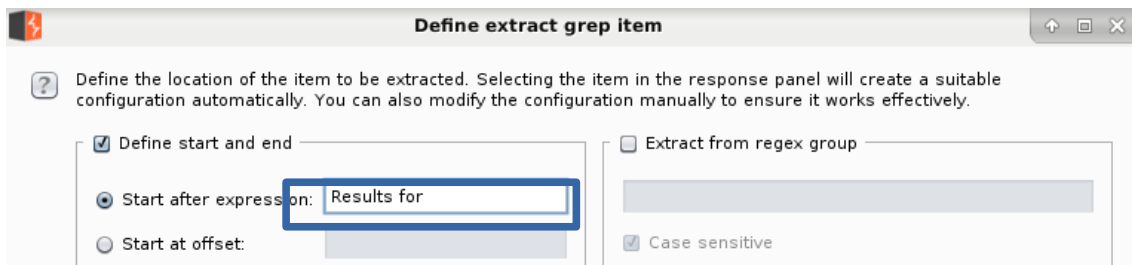 Define extract grep item
? Define the location of the item to be extracted. Selecting the item in the response panel will create a suitable
configuration automatically. You can also modify the configuration manually to ensure it works effectively.
Define start and end
Extract from regex group
Start after expression: Results for
Start at offset:
Case sensitive